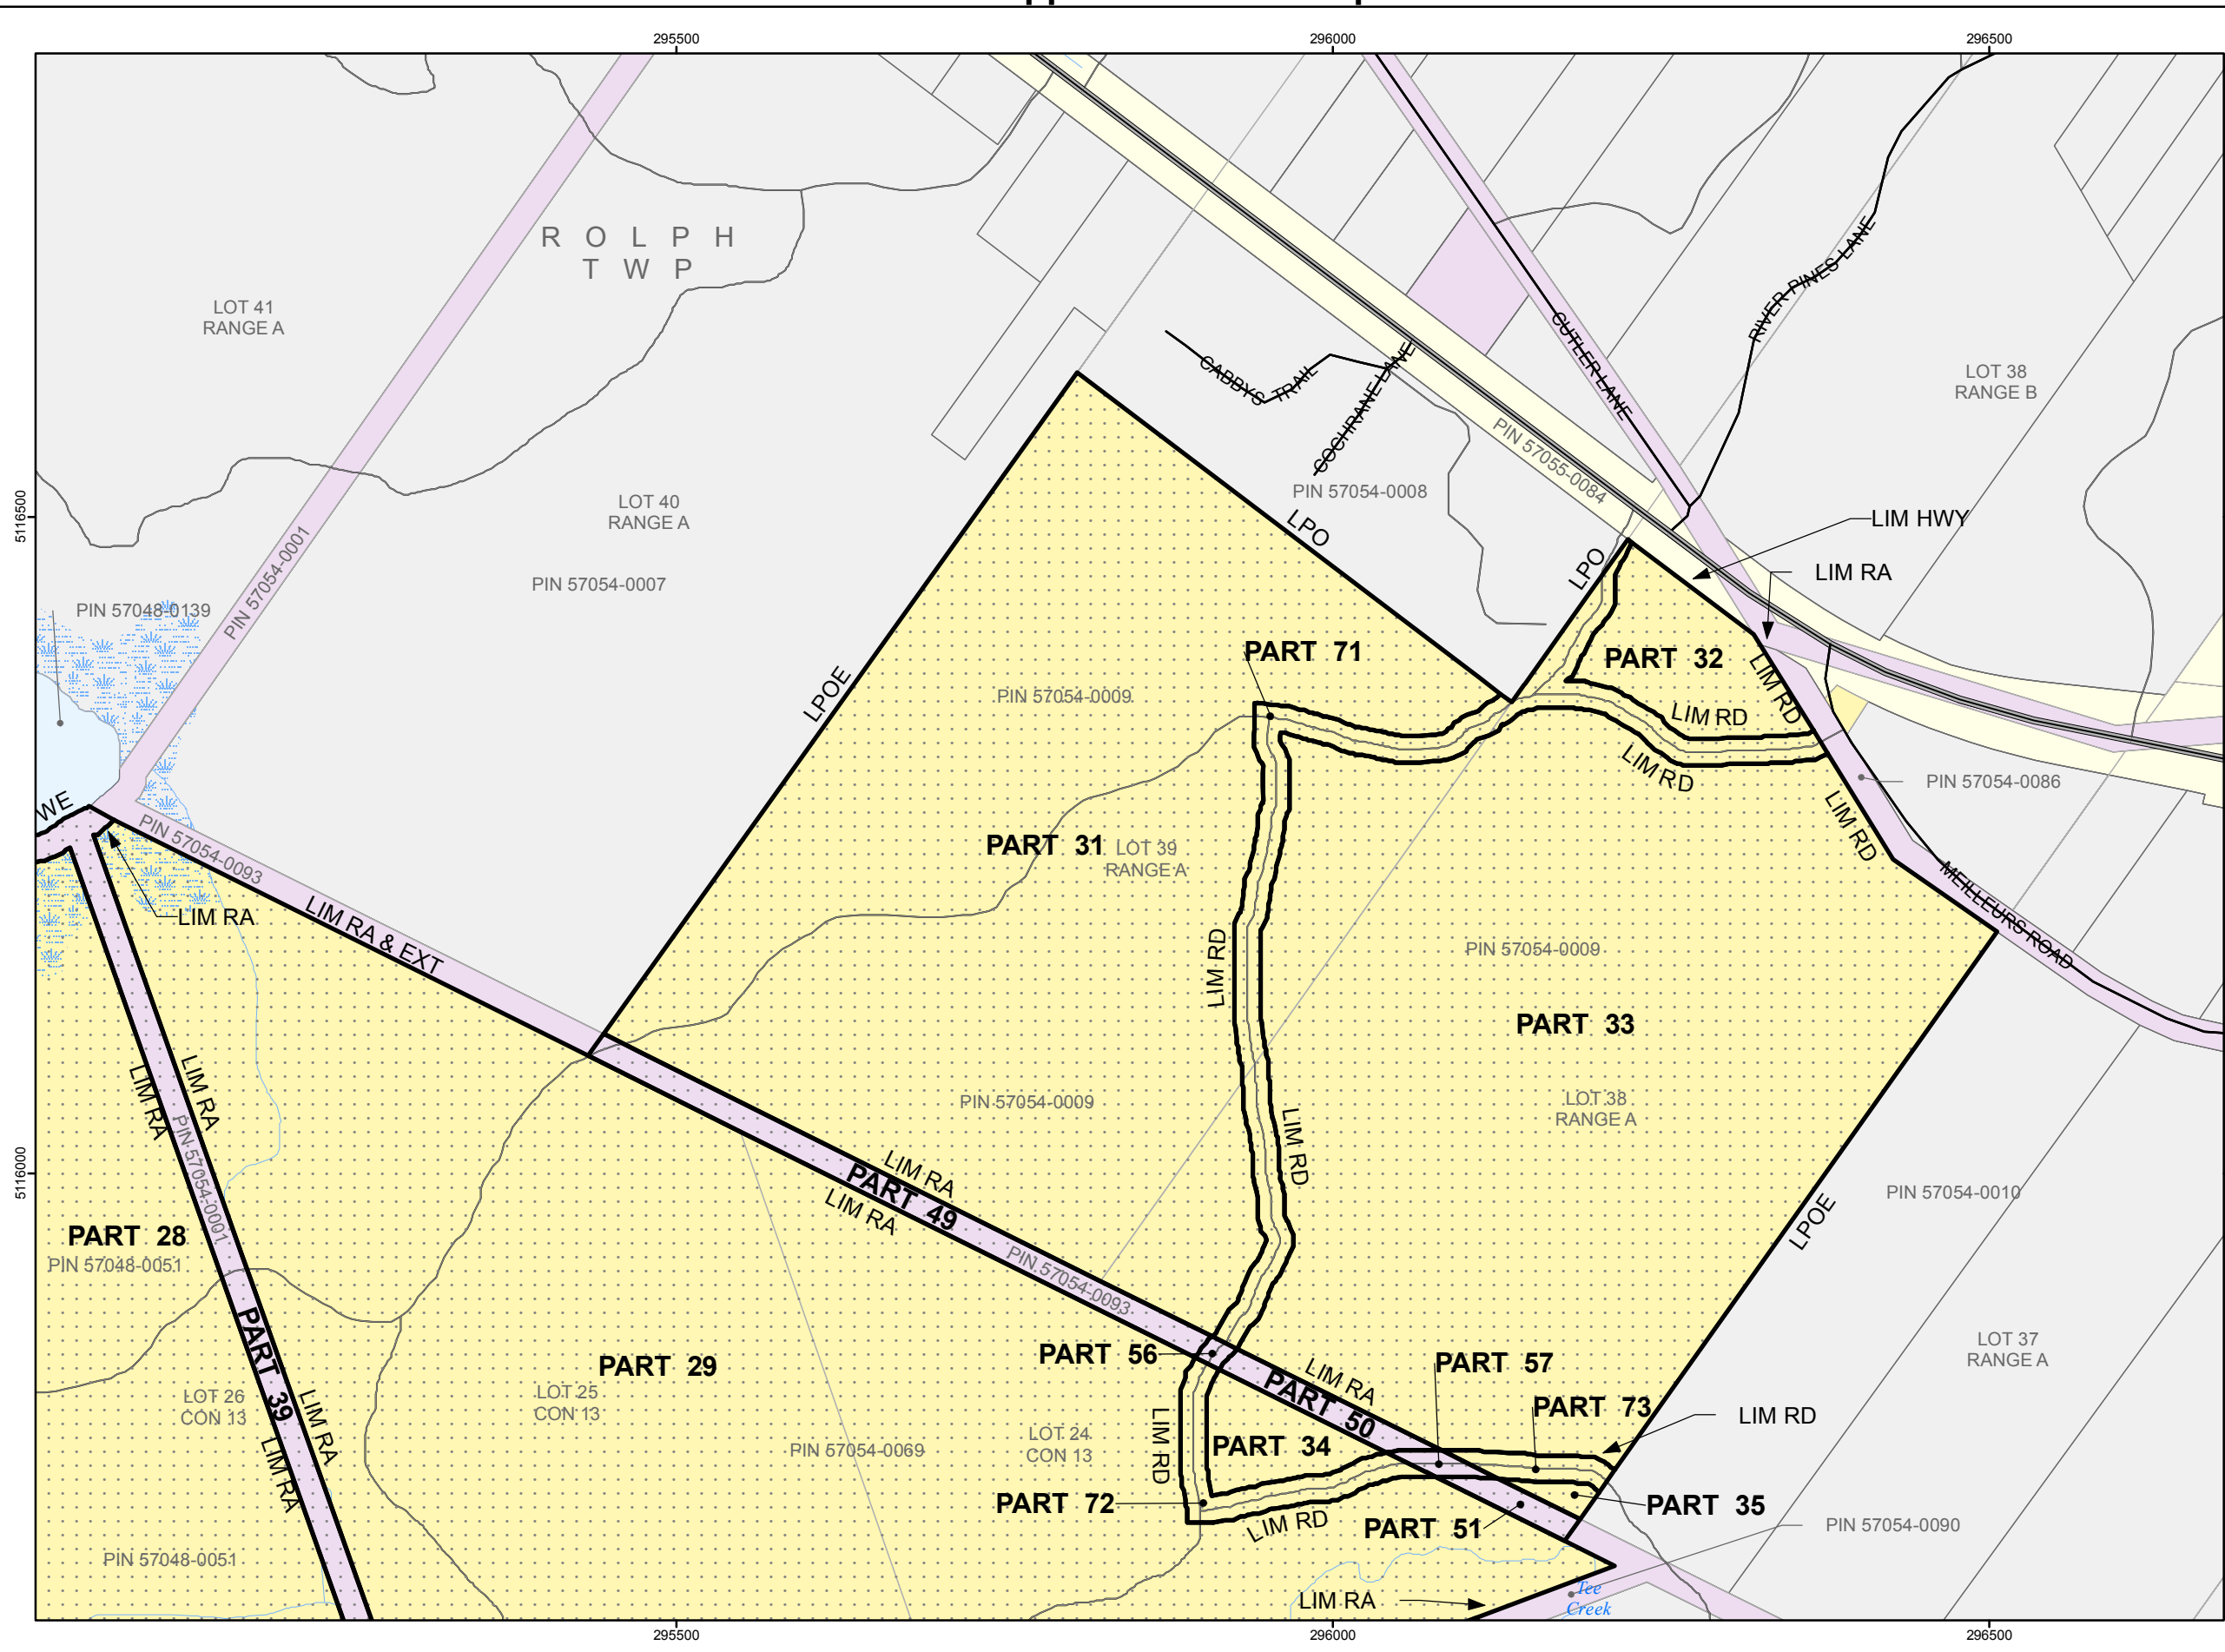 295500
296000
296500
R O L P H
T W P
LOT 41
RANGE A
CUTLER LANE
RIVER PINES LANE
CABBYS TRAIL
COCHRANE LANE
LOT 38
RANGE B
PIN 57055-0084
PIN 57054-0008
5116500
LOT 40
RANGE A
LPO
LIM HWY
PIN 57054-0001
PIN 57054-0007
LPO
LIM RA
PIN 57048-0139
PART 71
PART 32
LIM RD
LPOE
PIN 57054-0009
LIM RD
LIM RD
PIN 57054-0086
WE
PIN 57054-0093
PART 31
LOT 39
RANGE A
LIM RD
MEILLEURS ROAD
LIM RA
LIM RA & EXT
LIM RD
PIN 57054-0009
PART 33
LIM RA
LIM RA
PIN 57054-0001
PIN 57054-0009
LIM RD
LOT 38
RANGE A
5116000
LIM RA
PART 49
LIM RA
PIN 57054-0010
LPOE
PART 28
PIN 57048-0051
PIN 57054-0093
PART 39
PART 29
PART 56
LIM RA
PART 57
LOT 37
RANGE A
LOT 26
CON 13
LOT 25
CON 13
PART 50
PART 73
LIM RD
LIM RA
LIM RA
PIN 57054-0069
LOT 24
CON 13
LIM RD
PART 34
PART 72
LIM RD
PART 51
PART 35
PIN 57054-0090
PIN 57048-0051
LIM RA
Tee
Creek
295500
296000
296500